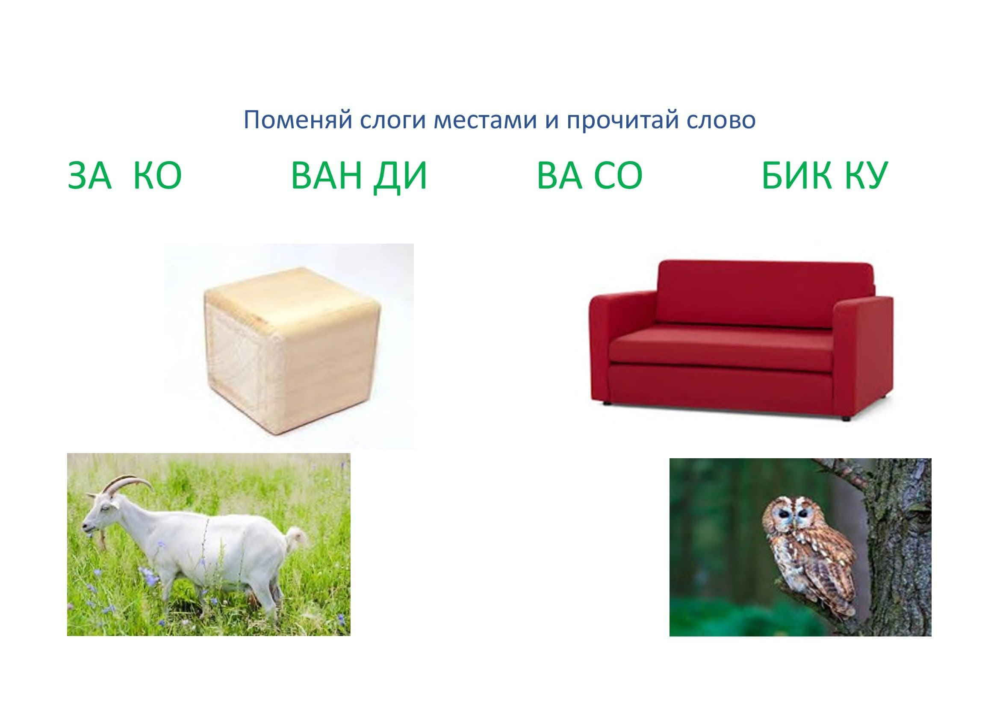 Поменяй слоги местами и прочитай слово
ЗА КО ВАН ДИ ВА СО БИК КУ